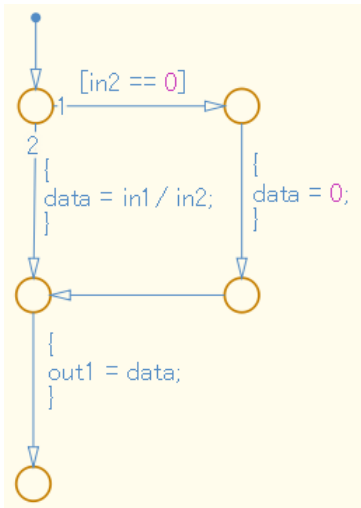 [in2 == 0]
1
2
{
data = in1 / in2;
}
{
data = 0;
}
{
out1 = data;
}